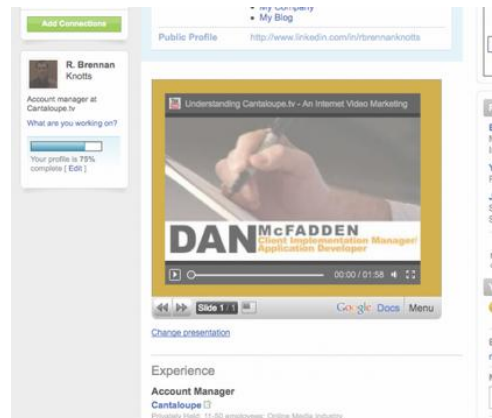 My Company
My Blog
Public Profile
http://www.linkedin.com/in/rbrennanknotts
Add Connections
R. Brennan
Knotts
Account manager at
Cantaloupe.tv
What are you working on?
Your profile is 75%
complete [ Edit ]
Understanding Cantaloupe.tv - An Internet Video Marketing
DAN McFADDEN
Client Implementation Manager/
Application Developer
00:00 / 01:58
Slide 1 / 1
Google Docs
Menu
Change presentation
Experience
Account Manager
Cantaloupe
Privately Held; 11-50 employees; Online Media industry